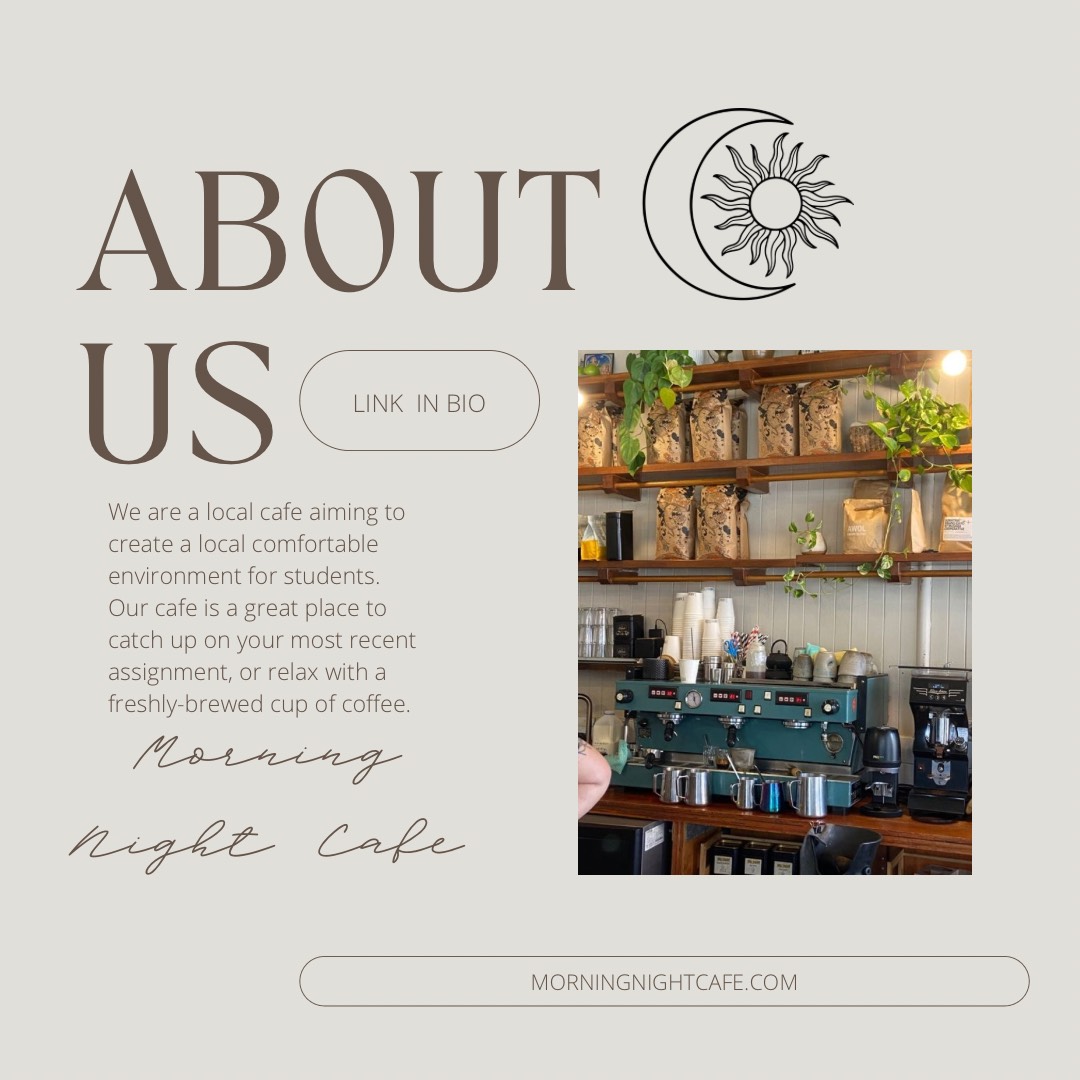 ABOUT
US
LINK IN BIO
We are a local cafe aiming to
create a local comfortable
environment for students.
Our cafe is a great place to
catch up on your most recent
assignment, or relax with a
freshly-brewed cup of coffee.
Morning
Night Cafe
AWOL
MORNINGNIGHTCAFE.COM